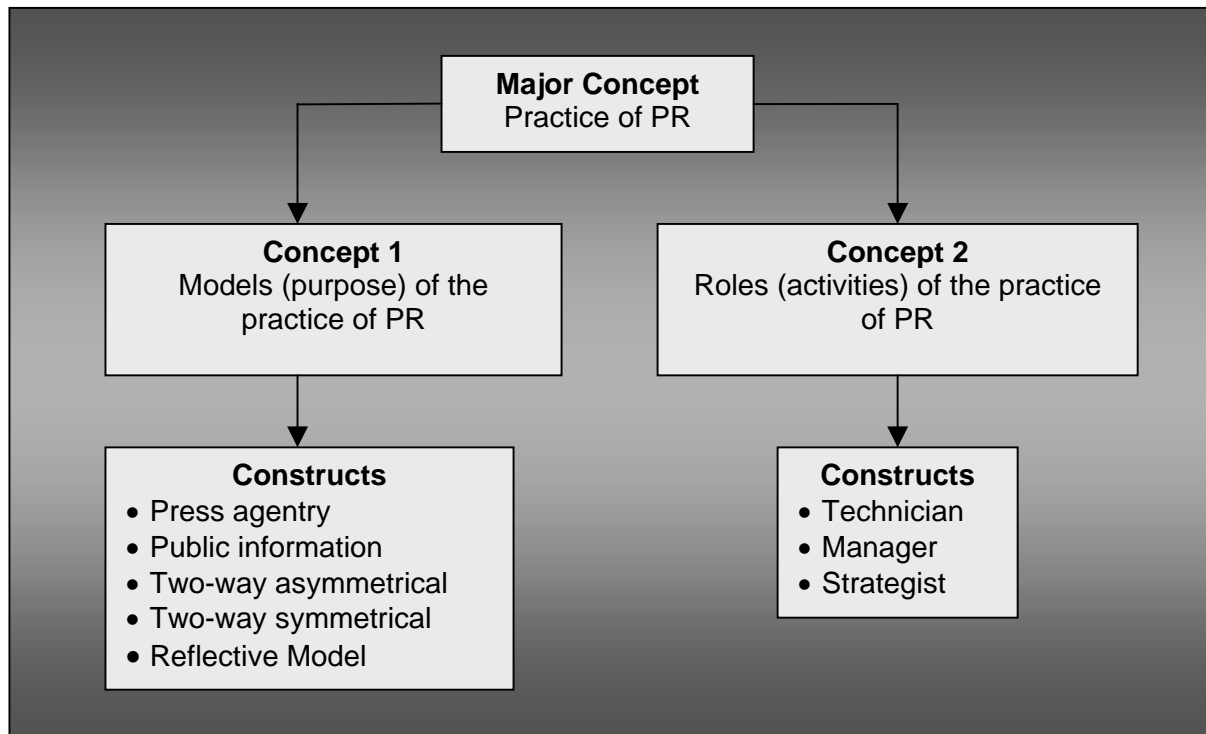 Major Concept
Practice of PR
Concept 1
Models (purpose) of the
practice of PR
Concept 2
Roles (activities) of the practice
of PR
Constructs
• Press agentry
• Public information
• Two-way asymmetrical
• Two-way symmetrical
• Reflective Model
Constructs
• Technician
• Manager
• Strategist